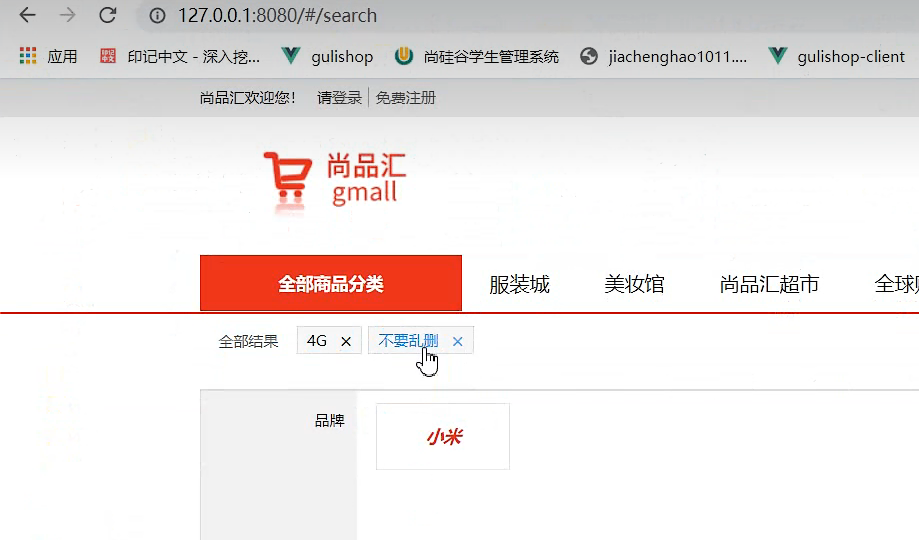 127.0.0.1:8080/#/search
应用 印记中文 - 深入挖... gulishop 尚硅谷学生管理系统 jiachenghao1011.... gulishop-client
尚品汇欢迎您! 请登录 免费注册
尚品汇
gmall
全部商品分类 服装城 美妆馆 尚品汇超市 全球
全部结果 4G × 不要乱删 ×
品牌 小米